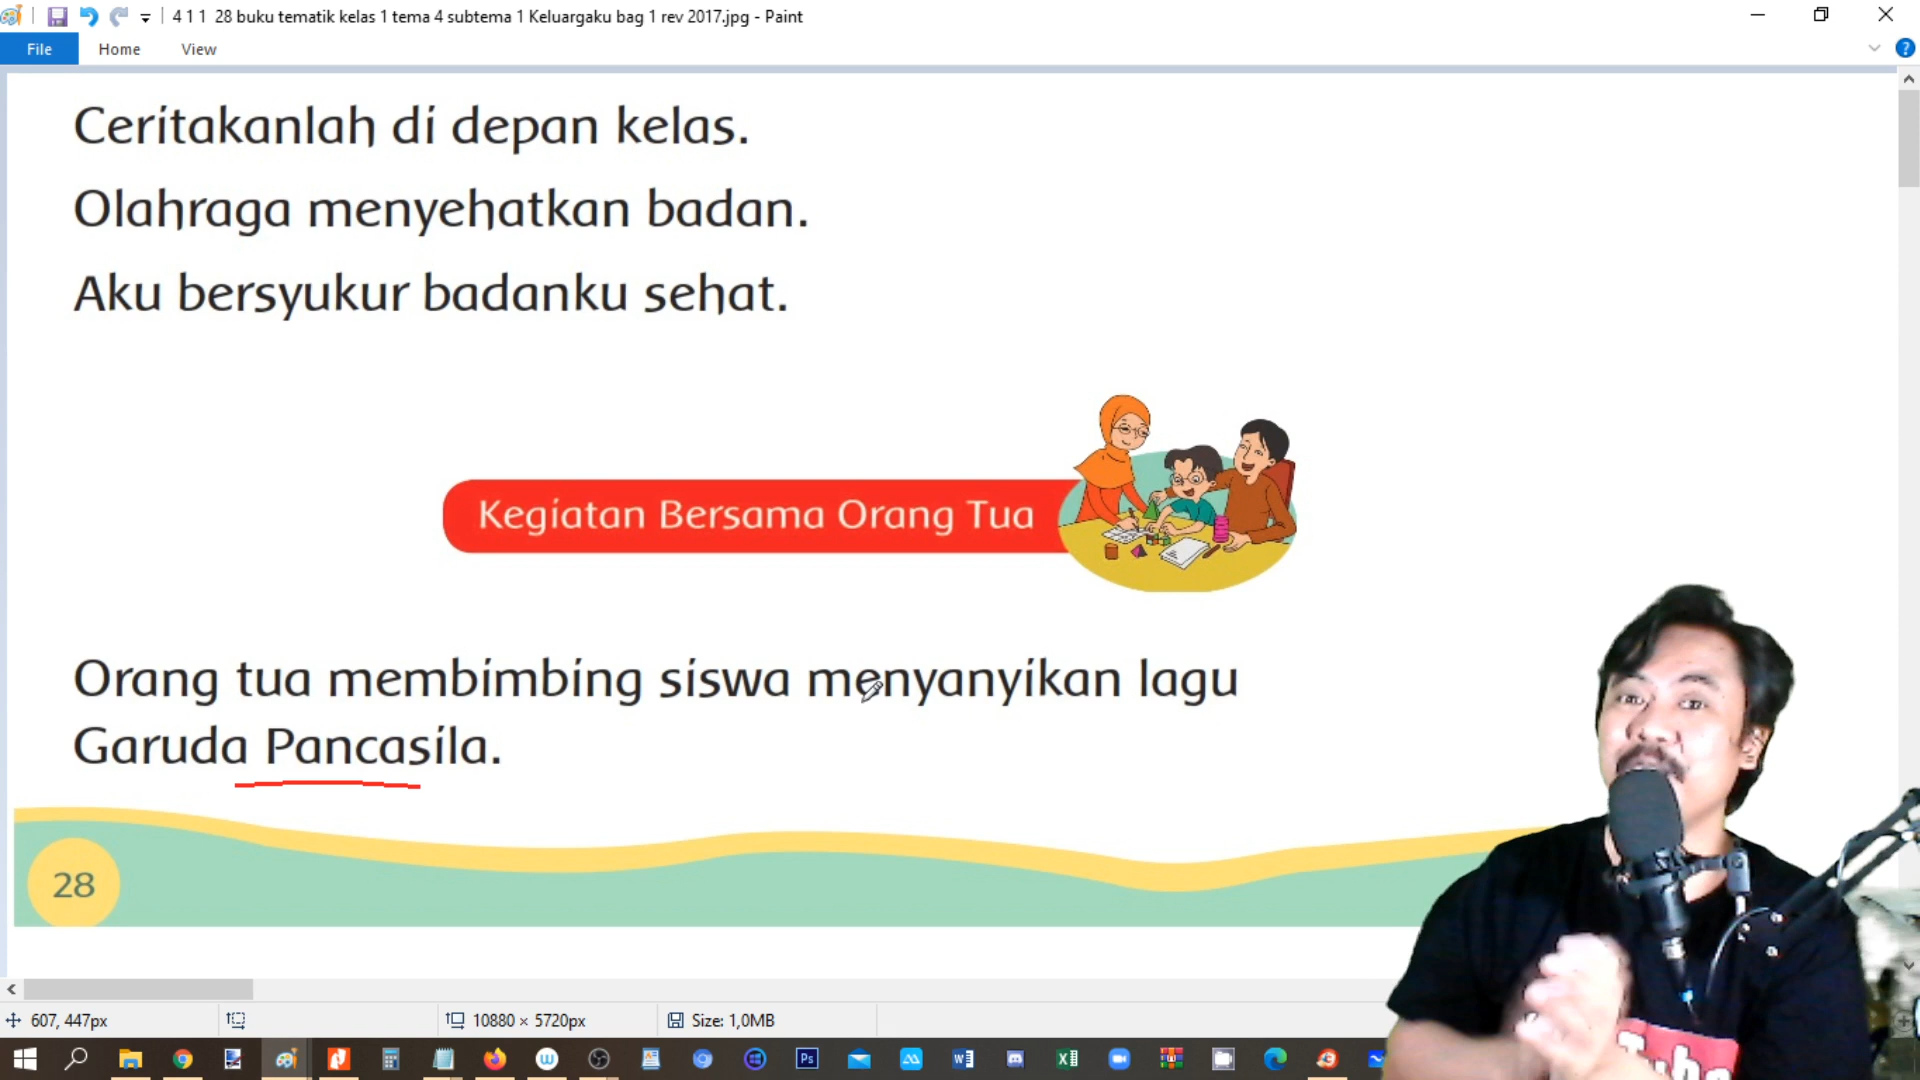 4 1 1 28 buku tematik kelas 1 tema 4 subtema 1 Keluargaku bag 1 rev 2017.jpg - Paint
File Home View
Ceritakanlah di depan kelas.
Olahraga menyehatkan badan.
Aku bersyukur badanku sehat.
Kegiatan Bersama Orang Tua
Orang tua membimbing siswa menyanyikan lagu
Garuda Pancasila.
28
607, 447px
10880 × 5720px
Size: 1,0MB
Ps